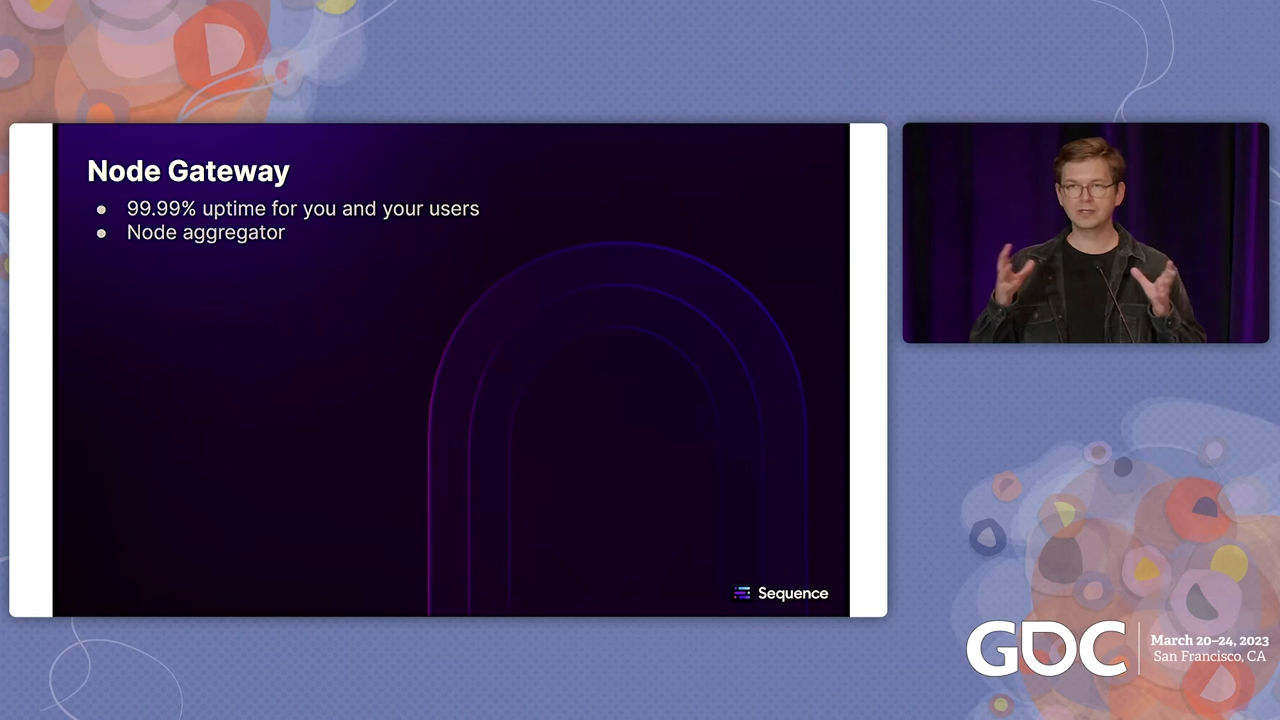 Node Gateway
● 99.99% uptime for you and your users
● Node aggregator
Sequence
GDC
March 20–24, 2023
San Francisco, CA